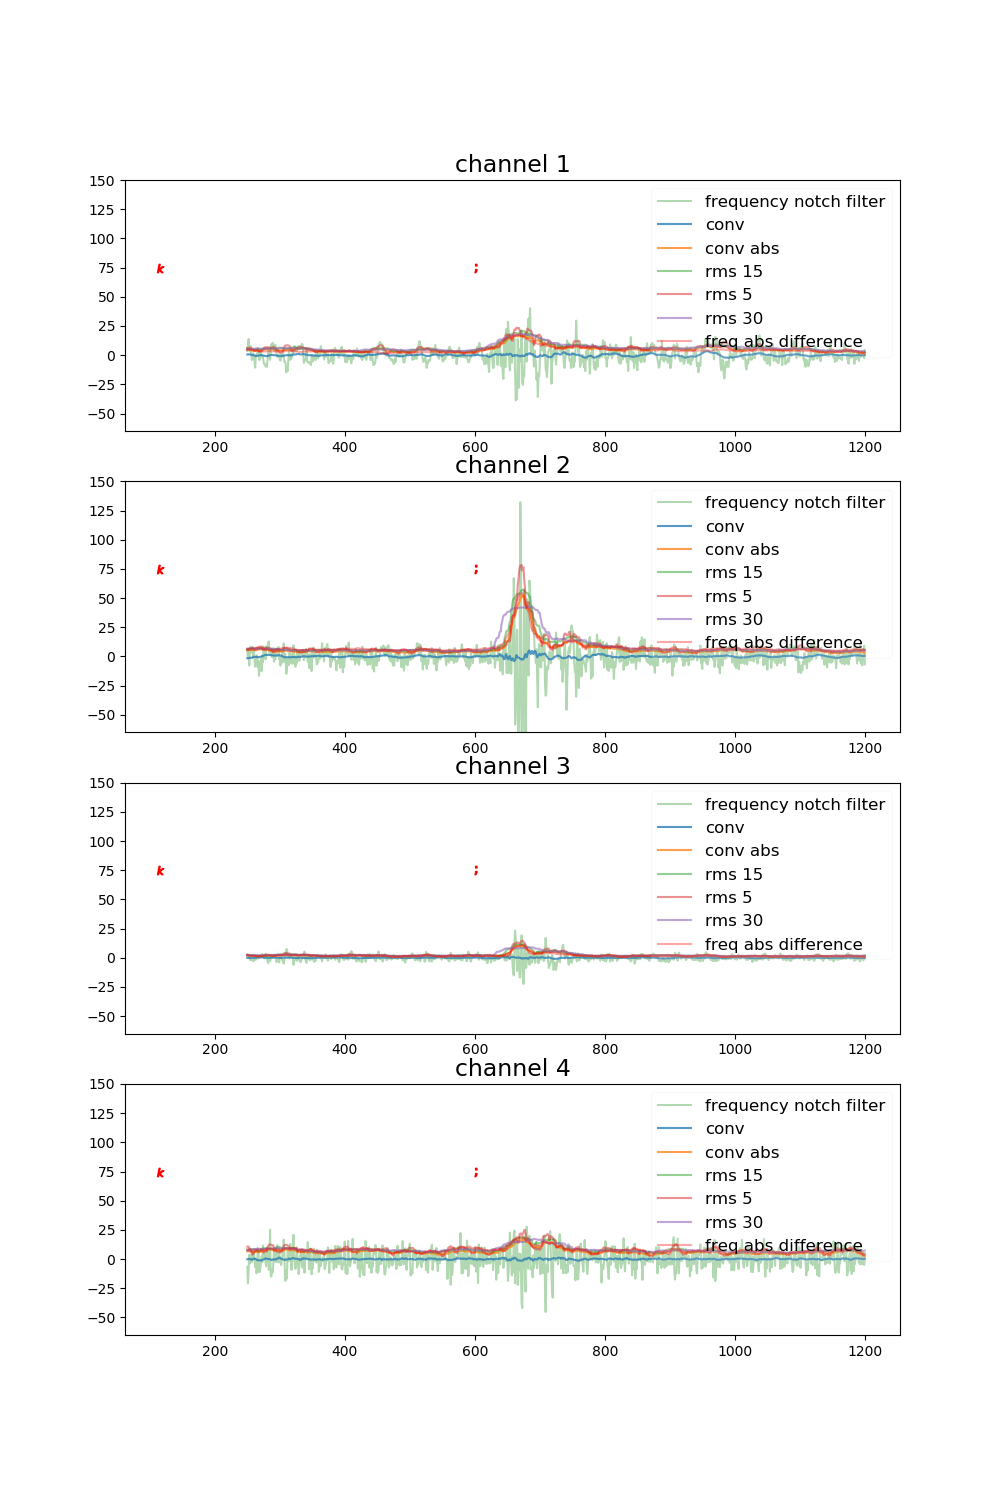 channel 1
150
125
100
75
50
25
0
−25
−50
k ;
frequency notch filter
conv
conv abs
rms 15
rms 5
rms 30
freq abs difference
200 400 600 800 1000 1200
channel 2
150
125
100
75
50
25
0
−25
−50
k ;
frequency notch filter
conv
conv abs
rms 15
rms 5
rms 30
freq abs difference
200 400 600 800 1000 1200
channel 3
150
125
100
75
50
25
0
−25
−50
k ;
frequency notch filter
conv
conv abs
rms 15
rms 5
rms 30
freq abs difference
200 400 600 800 1000 1200
channel 4
150
125
100
75
50
25
0
−25
−50
k ;
frequency notch filter
conv
conv abs
rms 15
rms 5
rms 30
freq abs difference
200 400 600 800 1000 1200